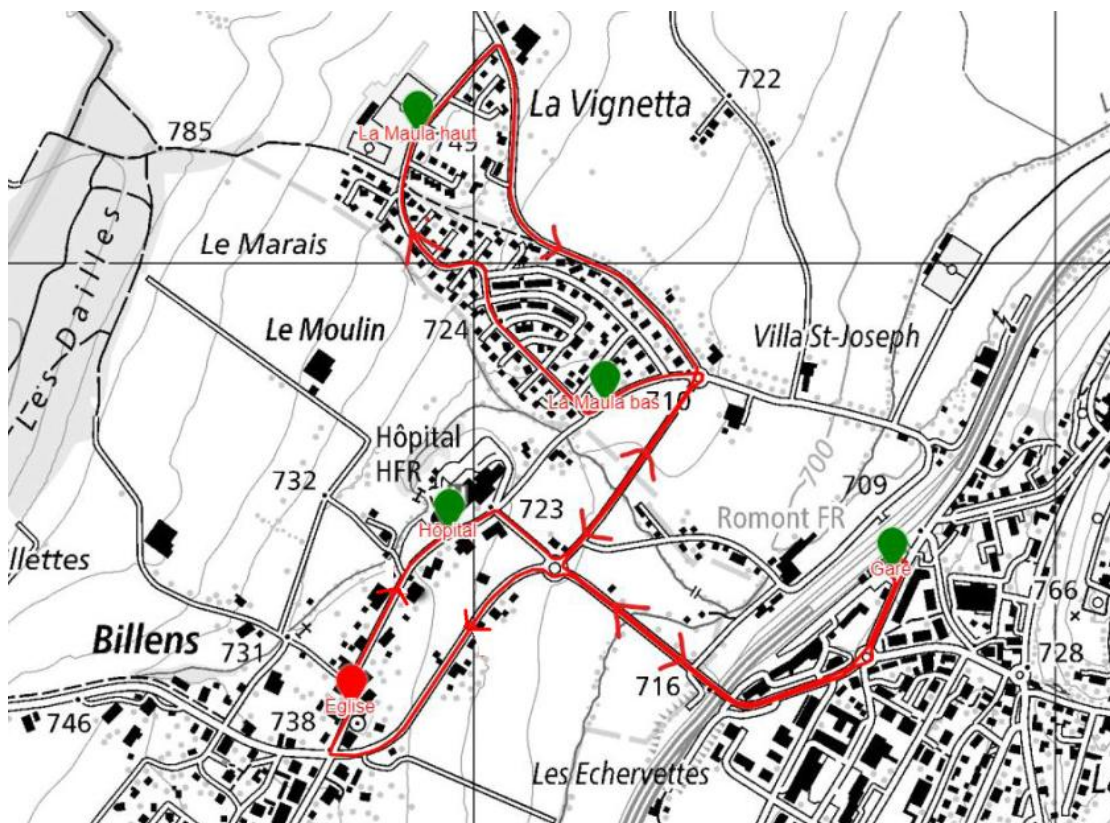 722
La Vignetta
La Maula haut
749
785
Les Dailles
Le Marais
724
Le Moulin
Villa St-Joseph
La Maula bas
710
Hôpital
HFR
732
700
709
723
Romont FR
Hôpital
Gare
llettes
766
Billens
731
716
728
Eglise
738
746
Les Echervettes